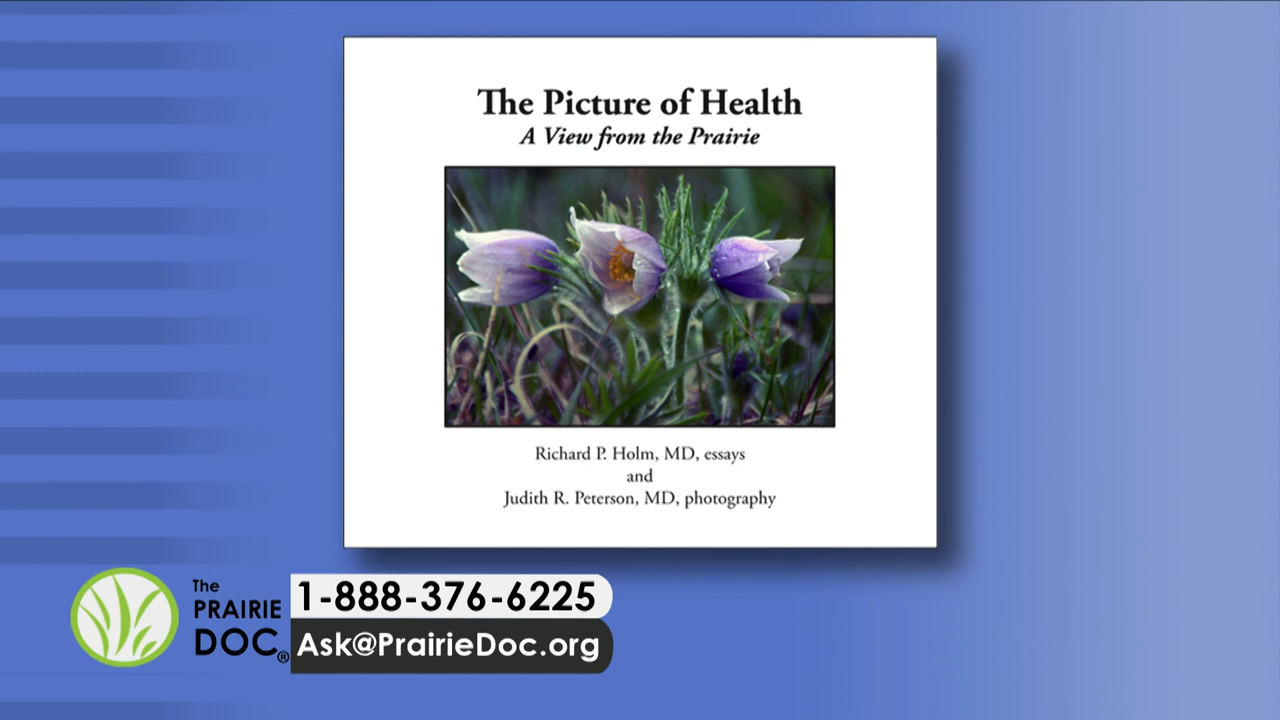 The Picture of Health
A View from the Prairie
Richard P. Holm, MD, essays
and
Judith R. Peterson, MD, photography
The
PRAIRIE
DOC®
1-888-376-6225
Ask@PrairieDoc.org